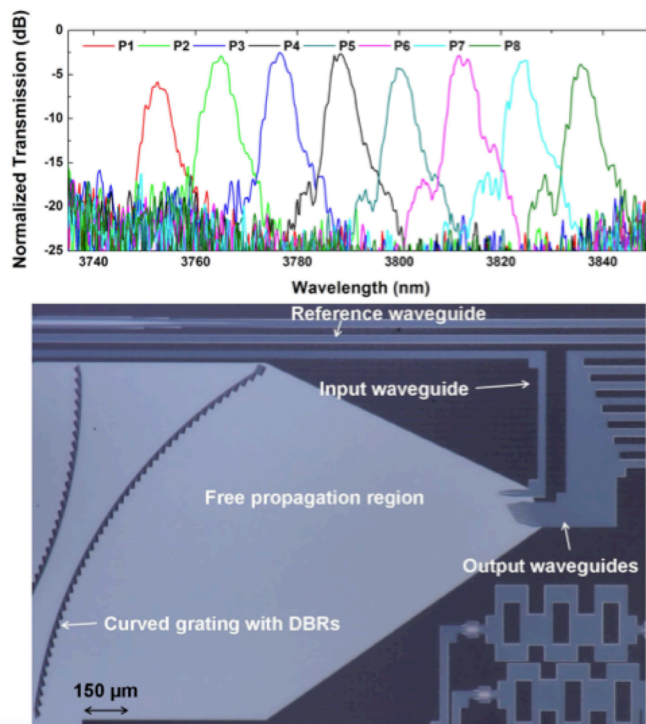 Normalized Transmission (dB)
0
-5
-10
-15
-20
-25
P1 P2 P3 P4 P5 P6 P7 P8
3740 3760 3780 3800 3820 3840
Wavelength (nm)
Reference waveguide
Input waveguide
Free propagation region
Output waveguides
Curved grating with DBRs
150 μm